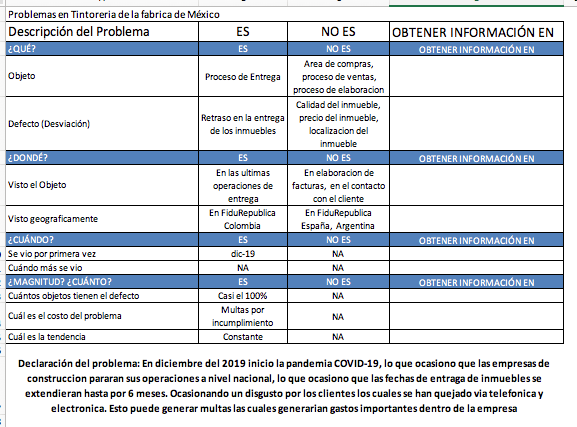 Problemas en Tintoreria de la fabrica de México
Descripción del Problema ES NO ES OBTENER INFORMACIÓN EN
¿QUÉ? ES NO ES OBTENER INFORMACIÓN EN
Objeto Proceso de Entrega Area de compras, proceso de ventas, proceso de elaboracion
Defecto (Desviación) Retraso en la entrega de los inmuebles Calidad del inmueble, precio del inmueble, localizacion del inmueble
¿DONDÉ? ES NO ES OBTENER INFORMACIÓN EN
Visto el Objeto En las ultimas operaciones de entrega En elaboracion de facturas, en el contacto con el cliente
Visto geograficamente En FiduRepublica Colombia En FiduRepublica España, Argentina
¿CUÁNDO? ES NO ES OBTENER INFORMACIÓN EN
Se vio por primera vez dic-19 NA
Cuándo más se vio NA NA
¿MAGNITUD? ¿CUÁNTO? ES NO ES OBTENER INFORMACIÓN EN
Cuántos objetos tienen el defecto Casi el 100% NA
Cuál es el costo del problema Multas por incumplimiento NA
Cuál es la tendencia Constante NA
Declaración del problema: En diciembre del 2019 inicio la pandemia COVID-19, lo que ocasiono que las empresas de
construccion pararan sus operaciones a nivel nacional, lo que ocasiono que las fechas de entraga de inmuebles se
extendieran hasta por 6 meses. Ocasionando un disgusto por los clientes los cuales se han quejado via telefonica y
electronica. Esto puede generar multas las cuales generarian gastos importantes dentro de la empresa